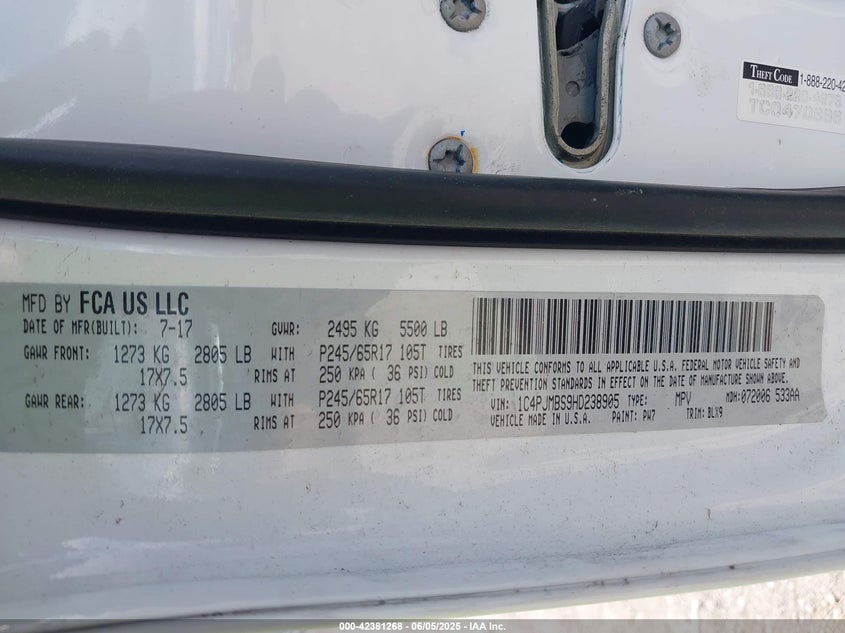 THEFT CODE 1-888-220-42
MFD BY FCA US LLC
DATE OF MFR(BUILT): 7-17 GVWR: 2495 KG 5500 LB
GAWR FRONT: 1273 KG 2805 LB WITH P245/65R17 105T TIRES
17X7.5 RIMS AT 250 KPA ( 36 PSI) COLD
GAWR REAR: 1273 KG 2805 LB WITH P245/65R17 105T TIRES
17X7.5 RIMS AT 250 KPA ( 36 PSI) COLD
THIS VEHICLE CONFORMS TO ALL APPLICABLE U.S.A. FEDERAL MOTOR VEHICLE SAFETY AND
THEFT PREVENTION STANDARDS IN EFFECT ON THE DATE OF MANUFACTURE SHOWN ABOVE.
VIN: 1C4PJMBS9HD238905 TYPE: MPV MDH:072006 533AA
VEHICLE MADE IN U.S.A. PAINT: PW7 TRIM: BLX9
000-42381268 - 06/05/2025 - IAA Inc.